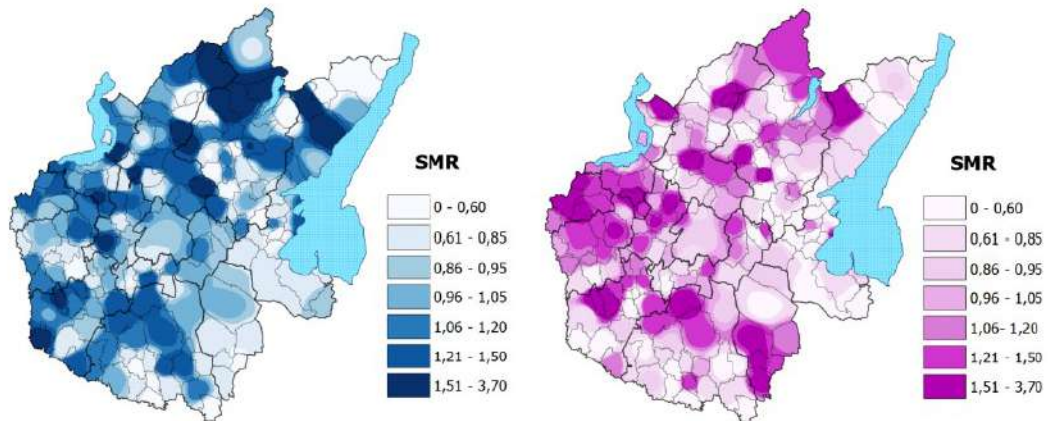 SMR
0 - 0,60
0,61 - 0,85
0,86 - 0,95
0,96 - 1,05
1,06 - 1,20
1,21 - 1,50
1,51 - 3,70
SMR
0 - 0,60
0,61 - 0,85
0,86 - 0,95
0,96 - 1,05
1,06- 1,20
1,21 - 1,50
1,51 - 3,70